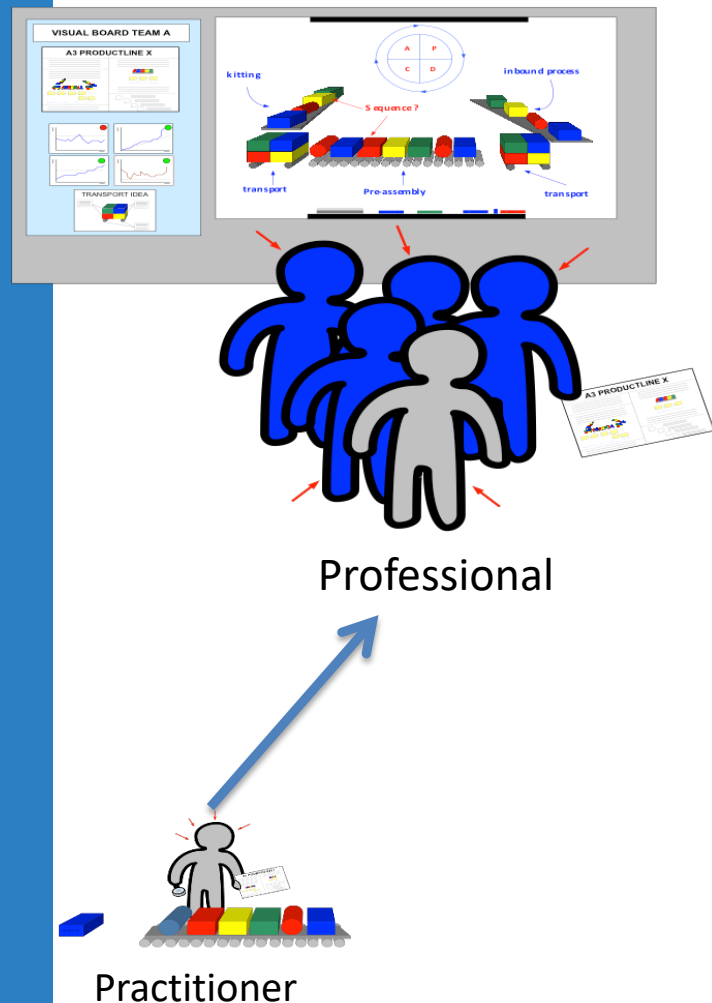 VISUAL BOARD TEAM A
A3 PRODUCTLINE X
TRANSPORT IDEA
A P
C D
kitting
inbound process
Sequence?
transport
Pre-assembly
transport
A3 PRODUCTLINE X
Professional
Practitioner